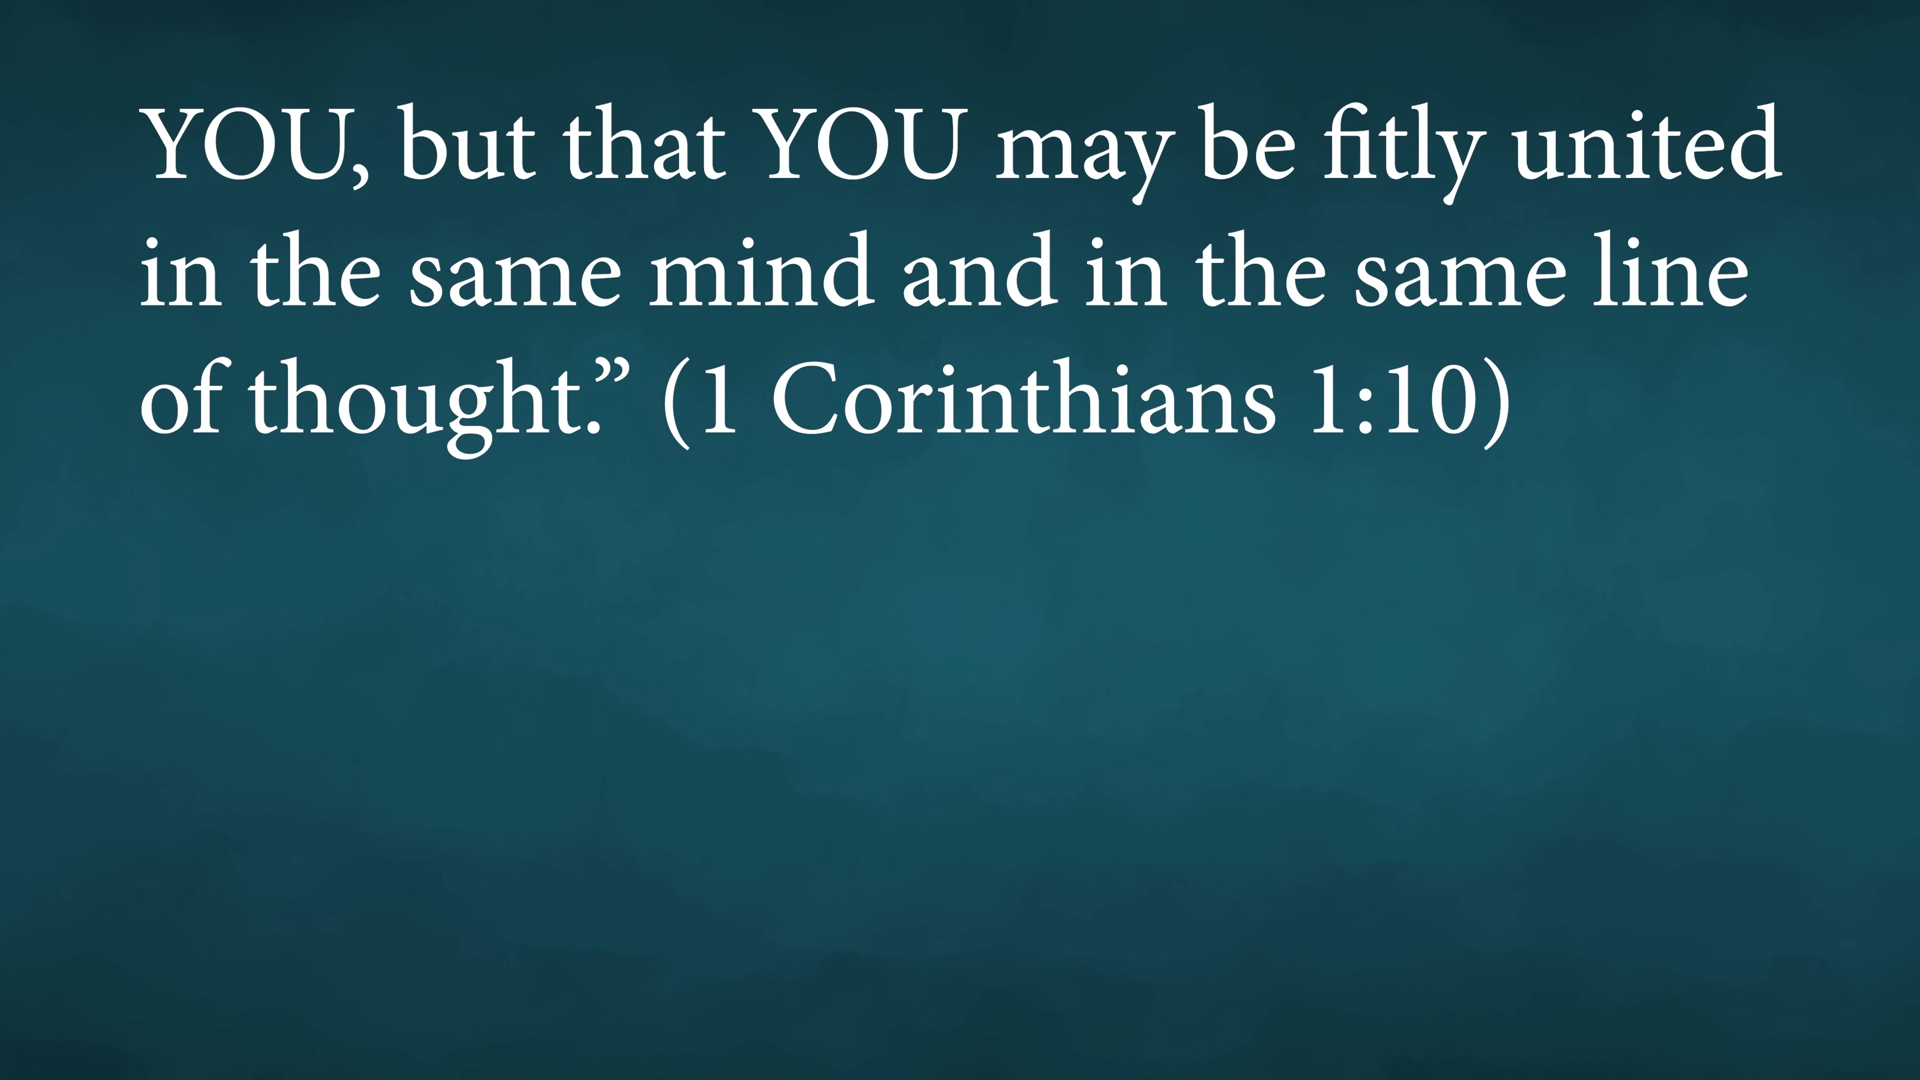 YOU, but that YOU may be fitly united
in the same mind and in the same line
of thought.” (1 Corinthians 1:10)